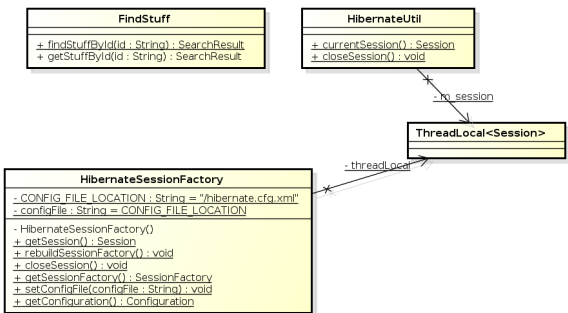 FindStuff
+ findStuffById(id : String) : SearchResult
+ getStuffById(id : String) : SearchResult
HibernateUtil
+ currentSession() : Session
+ closeSession() : void
- m_session
ThreadLocal<Session>
- threadLocal
HibernateSessionFactory
- CONFIG_FILE_LOCATION : String = "/hibernate.cfg.xml"
- configFile : String = CONFIG_FILE_LOCATION
- HibernateSessionFactory()
+ getSession() : Session
+ rebuildSessionFactory() : void
+ closeSession() : void
+ getSessionFactory() : SessionFactory
+ setConfigFile(configFile : String) : void
+ getConfiguration() : Configuration